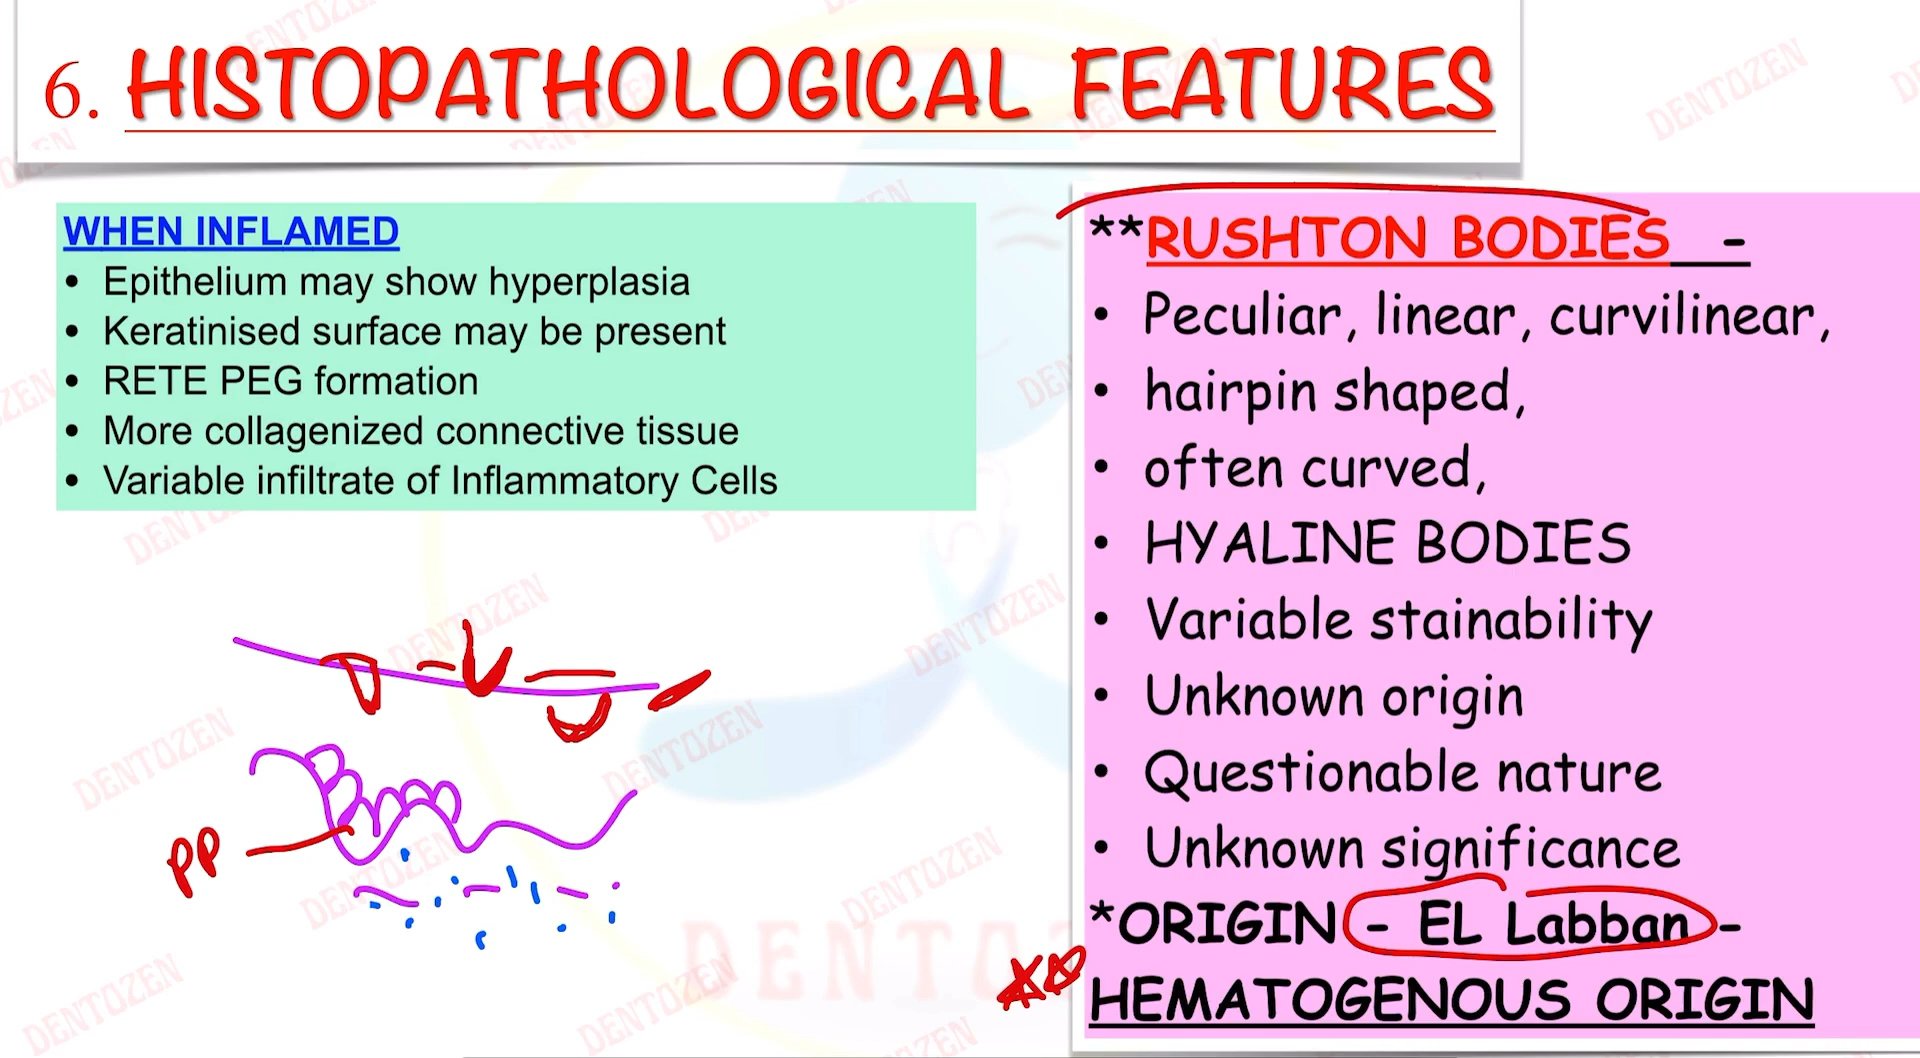 6. HISTOPATHOLOGICAL FEATURES
WHEN INFLAMED
• Epithelium may show hyperplasia
• Keratinised surface may be present
• RETE PEG formation
• More collagenized connective tissue
• Variable infiltrate of Inflammatory Cells
PP
**RUSHTON BODIES -
• Peculiar, linear, curvilinear,
• hairpin shaped,
• often curved,
• HYALINE BODIES
• Variable stainability
• Unknown origin
• Questionable nature
• Unknown significance
*ORIGIN - EL Labban -
HEMATOGENOUS ORIGIN
DENTOZEN